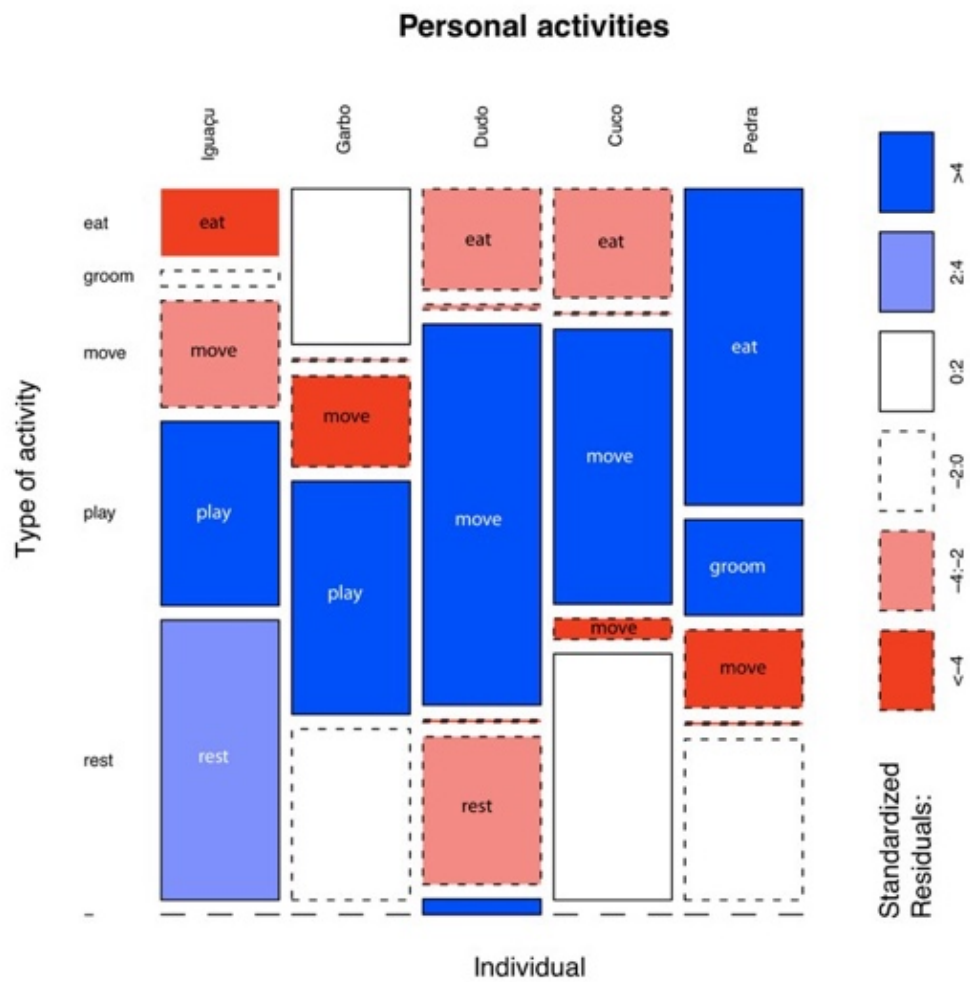 Personal activities
Iguaçu
Garbo
Dudo
Cuco
Pedra
>4
2:4
0:2
-2:0
-4:-2
<-4
Standardized
Residuals:
Type of activity
eat
groom
move
play
rest
-
eat
move
play
rest
move
play
eat
move
rest
eat
move
move
eat
groom
move
Individual